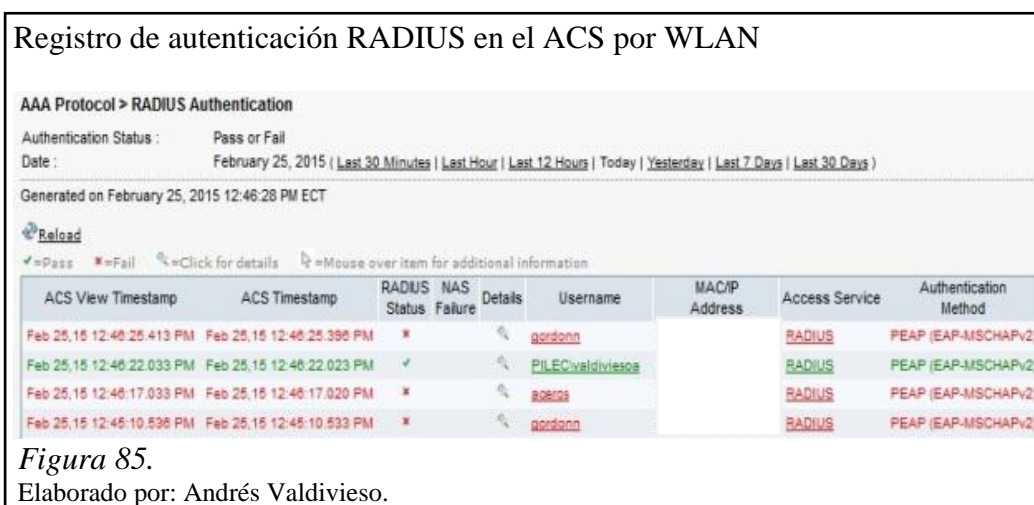 Registro de autenticación RADIUS en el ACS por WLAN
AAA Protocol > RADIUS Authentication
Authentication Status : Pass or Fail
Date : February 25, 2015 ( Last 30 Minutes | Last Hour | Last 12 Hours | Today | Yesterday | Last 7 Days | Last 30 Days )
Generated on February 25, 2015 12:46:28 PM ECT
Reload
=Pass =Fail =Click for details =Mouse over item for additional information
ACS View Timestamp ACS Timestamp RADIUS Status NAS Failure Details Username MAC/IP Address Access Service Authentication Method
Feb 25,15 12:46:25.413 PM Feb 25,15 12:46:25.396 PM gordonn RADIUS PEAP (EAP-MSCHAPv2
Feb 25,15 12:46:22.033 PM Feb 25,15 12:46:22.023 PM PILEC\valdiviesoa RADIUS PEAP (EAP-MSCHAPv2
Feb 25,15 12:46:17.033 PM Feb 25,15 12:46:17.020 PM RADIUS PEAP (EAP-MSCHAPv2
Feb 25,15 12:45:10.536 PM Feb 25,15 12:45:10.533 PM gordonn RADIUS PEAP (EAP-MSCHAPv2
Figura 85.
Elaborado por: Andrés Valdivieso.